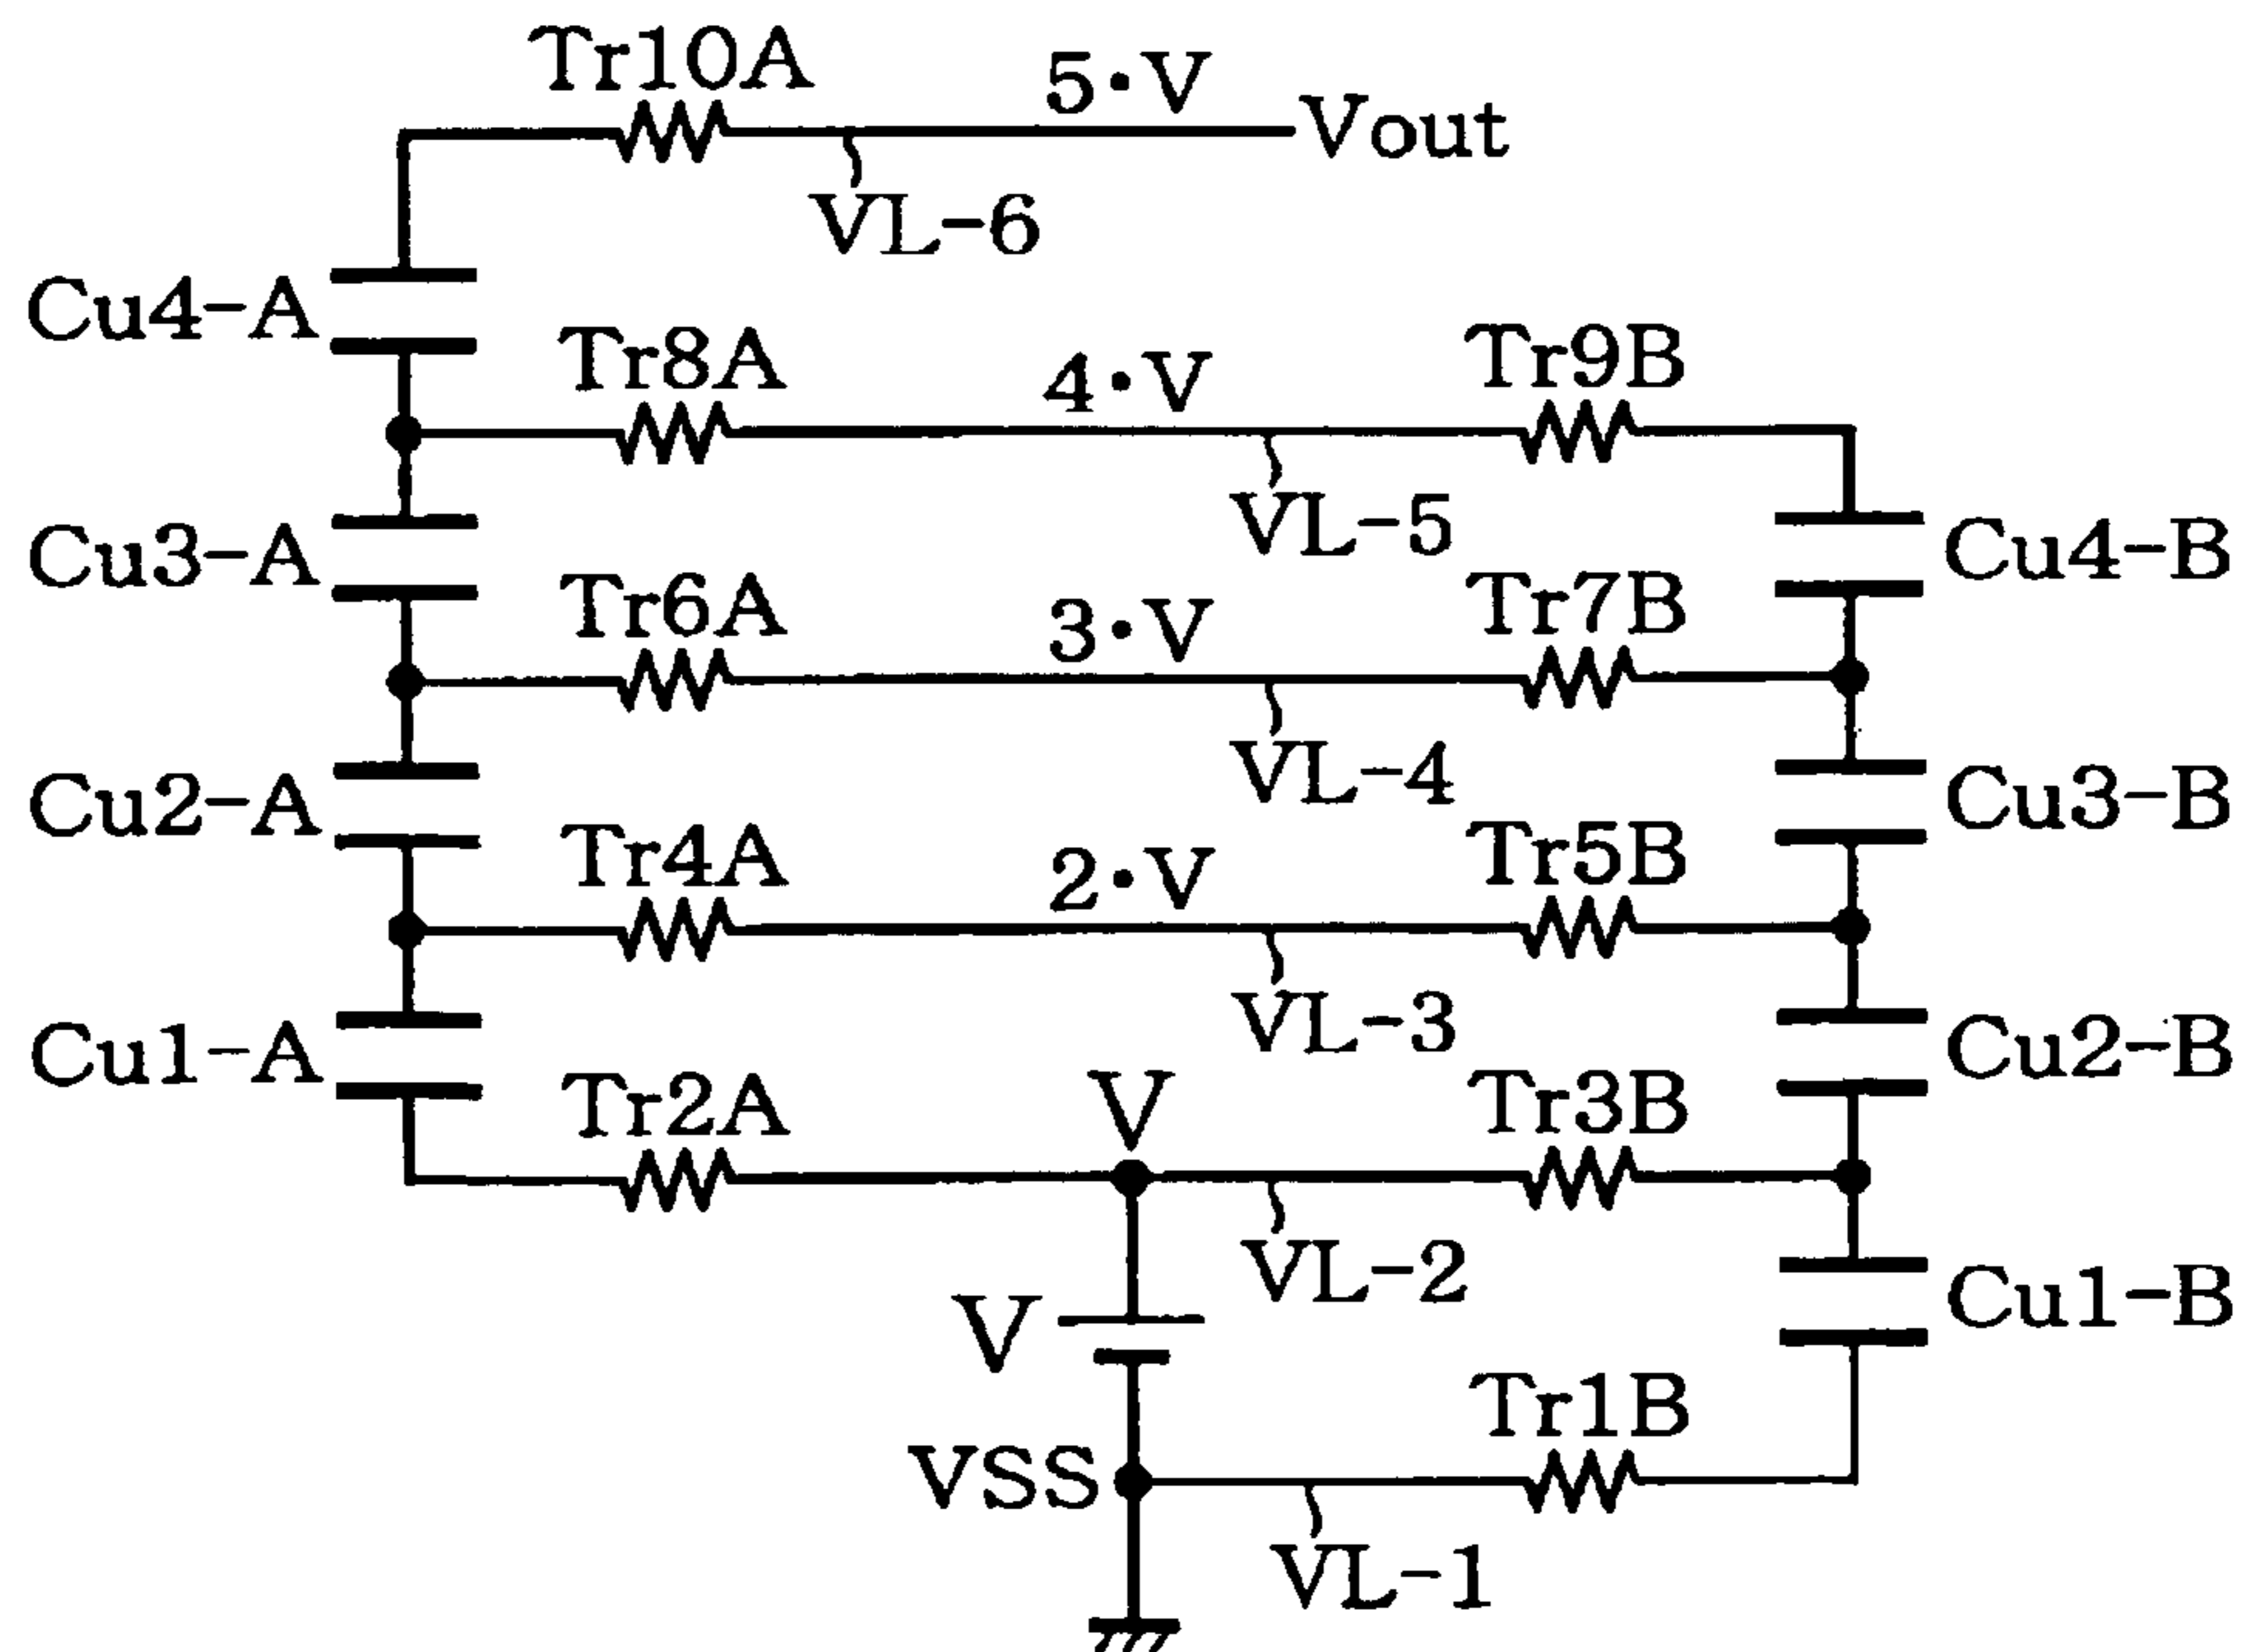 Tr10A
5·V
Vout
VL-6
Cu4-A
Tr8A
4·V
Tr9B
VL-5
Cu3-A
Cu4-B
Tr6A
3·V
Tr7B
VL-4
Cu2-A
Cu3-B
Tr4A
2·V
Tr5B
VL-3
Cu1-A
Cu2-B
Tr2A
V
Tr3B
VL-2
Cu1-B
V
Tr1B
VSS
VL-1